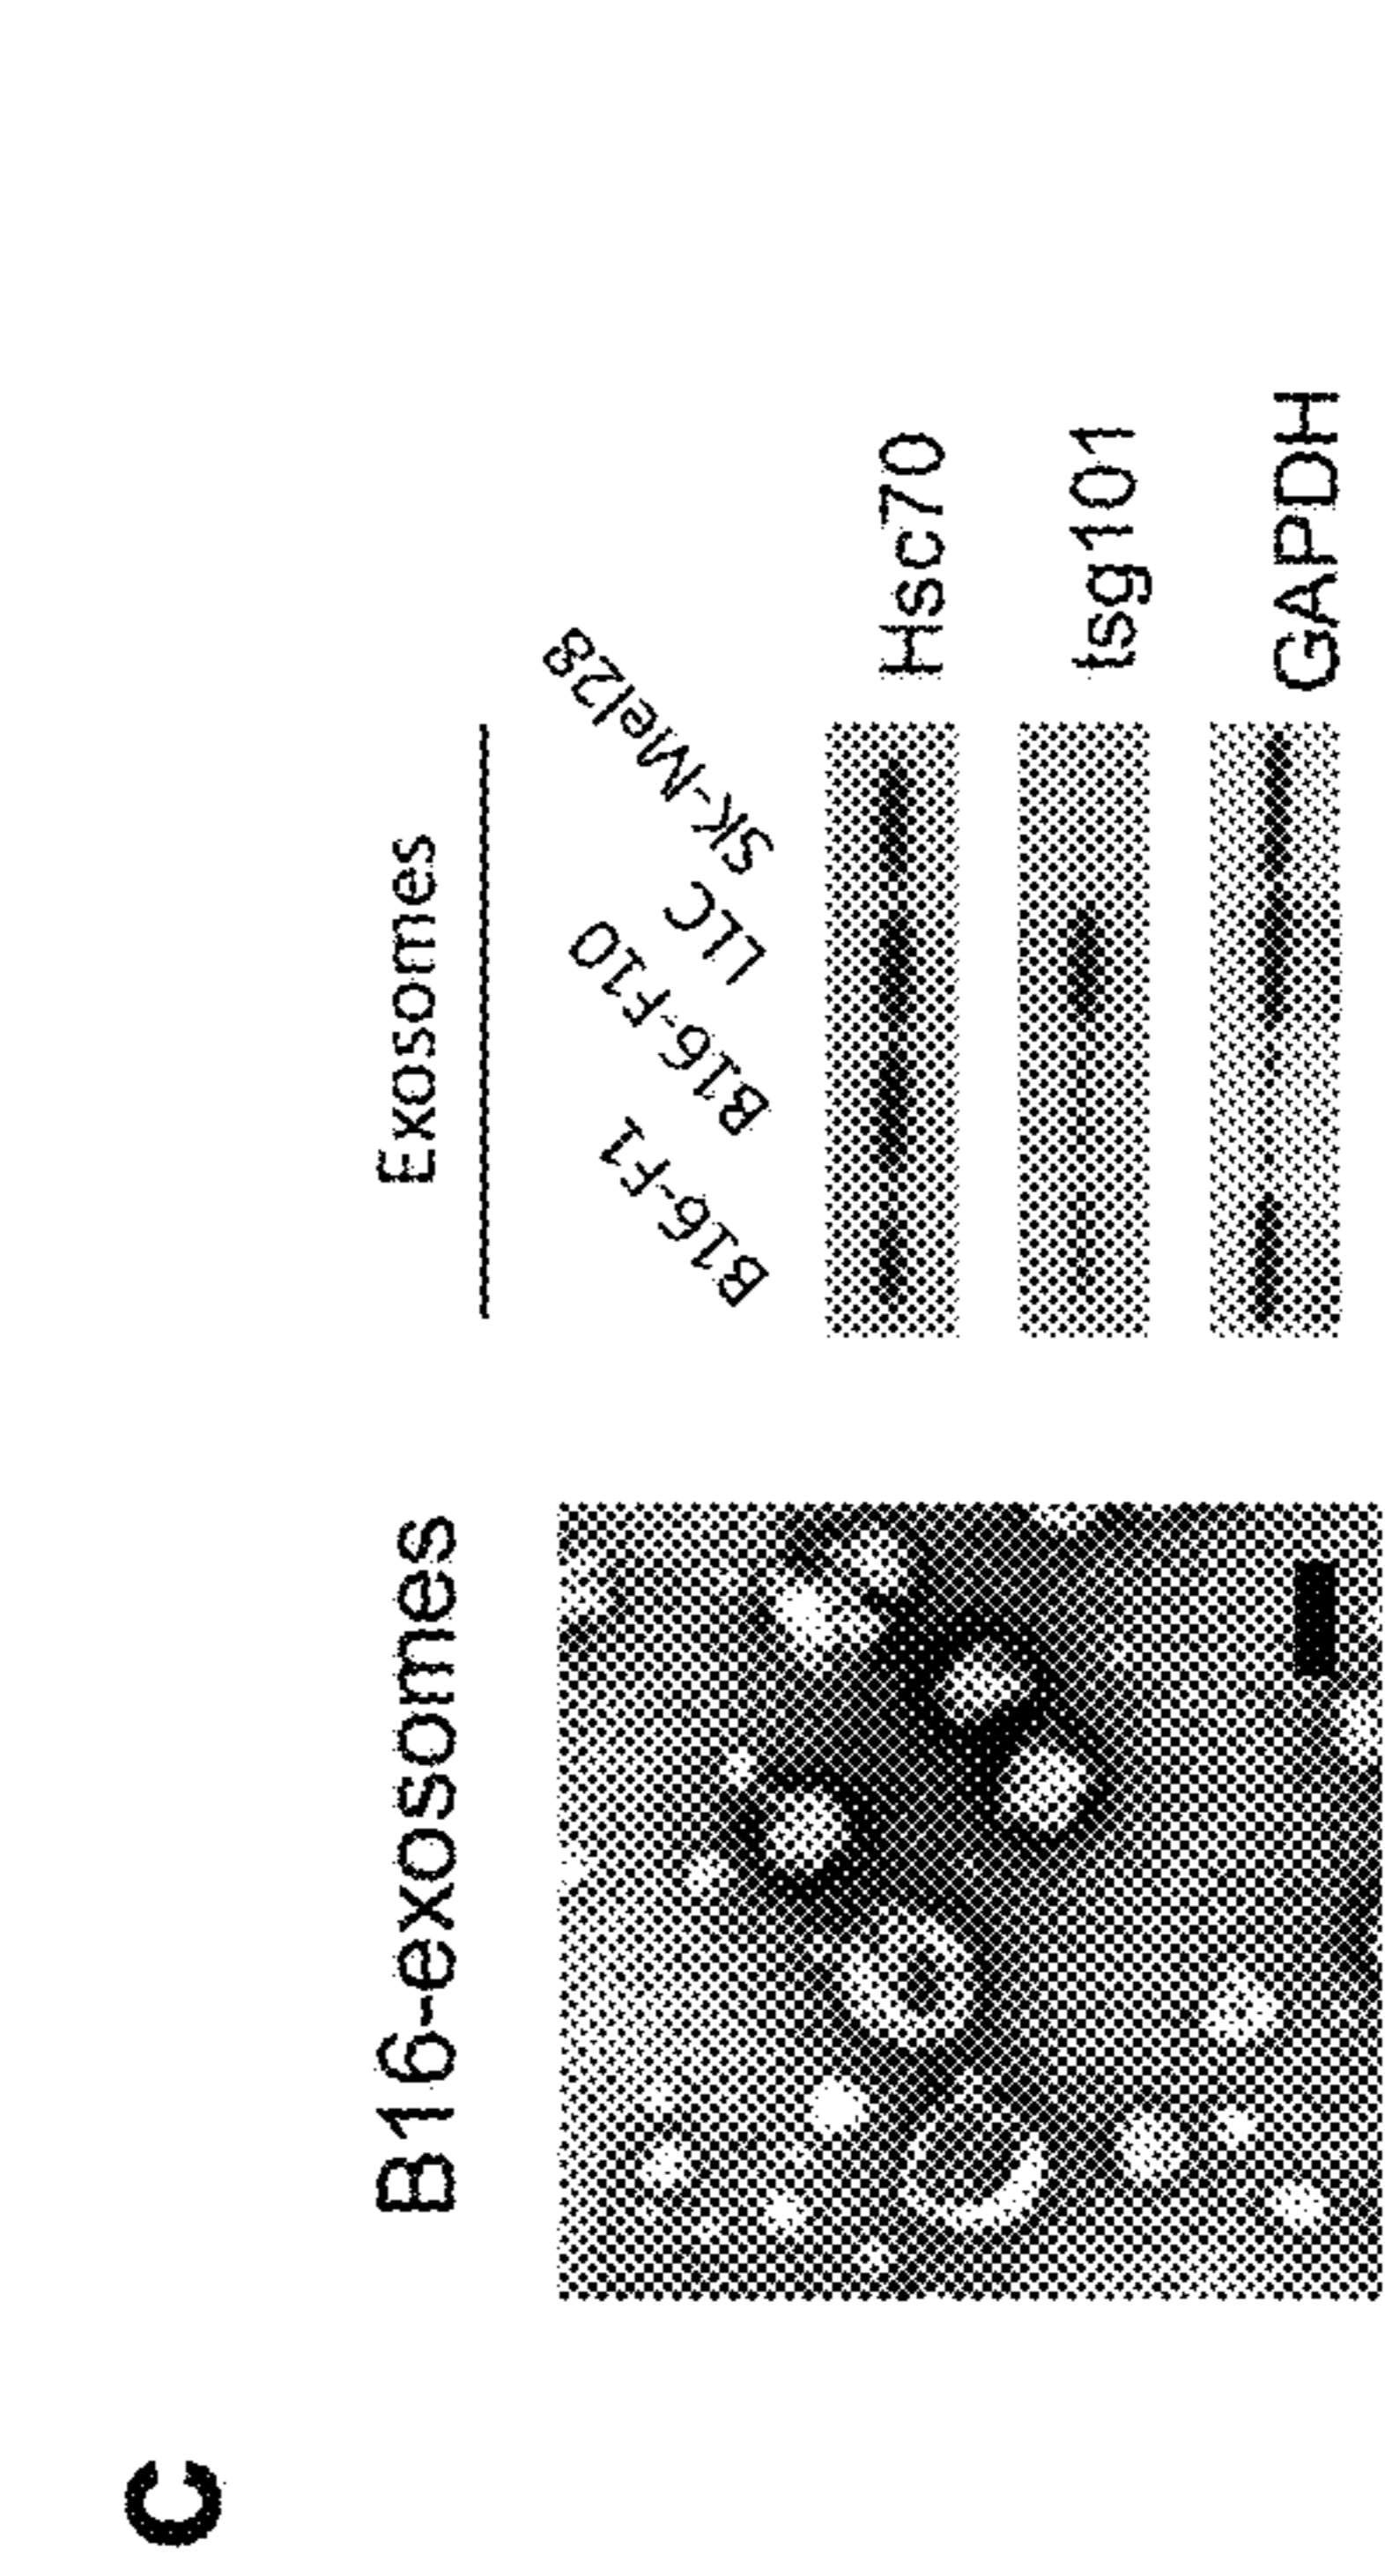 C
B16-exosomes
Exosomes
B16-F1
B16-F10
LLC
SK-Mel28
Hsc70
tsg101
GAPDH